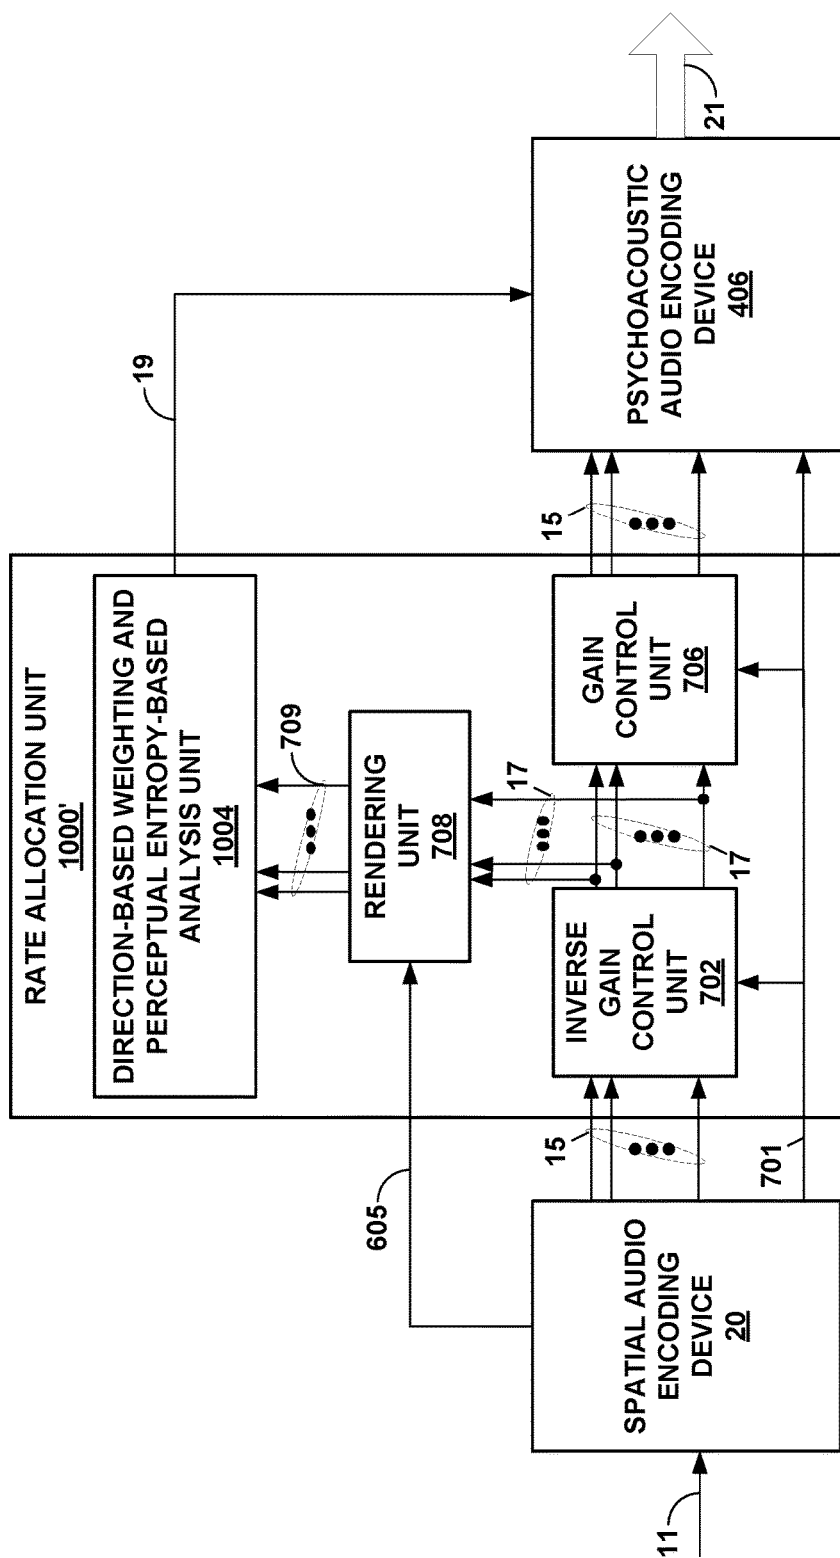 RATE ALLOCATION UNIT
1000'
DIRECTION-BASED WEIGHTING AND
PERCEPTUAL ENTROPY-BASED
ANALYSIS UNIT
1004
19
709
RENDERING
UNIT
708
605
17
17
15
15
INVERSE
GAIN
CONTROL
UNIT
702
GAIN
CONTROL
UNIT
706
701
SPATIAL AUDIO
ENCODING
DEVICE
20
11
PSYCHOACOUSTIC
AUDIO ENCODING
DEVICE
406
21